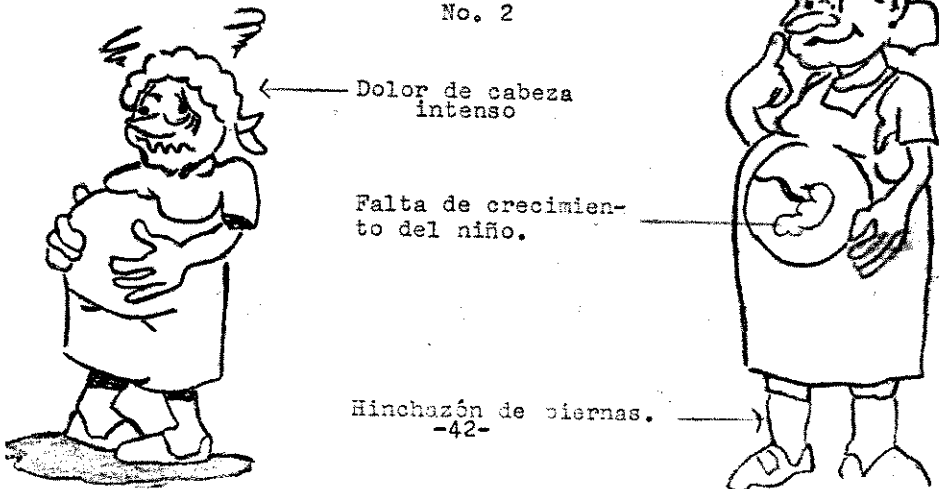 No. 2
Dolor de cabeza
intenso
Falta de crecimien-
to del niño.
Hinchazón de piernas.
-42-